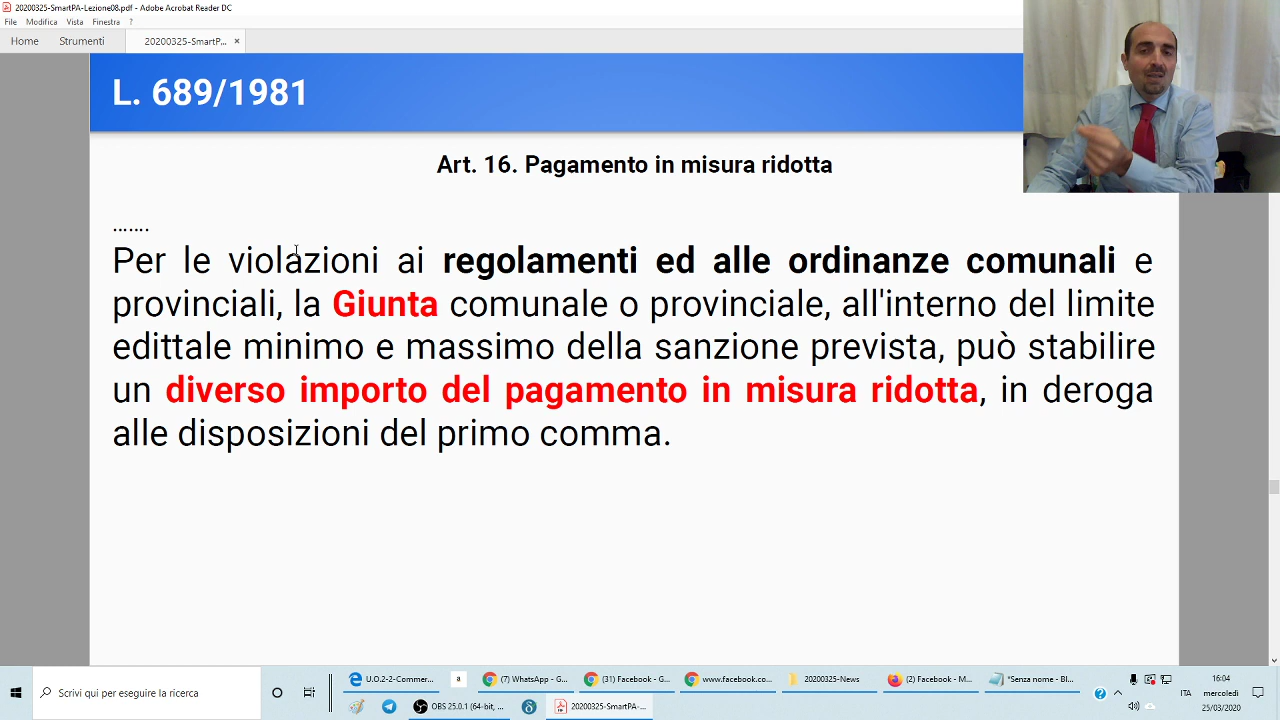 20200325-SmartPA-Lezione08.pdf - Adobe Acrobat Reader DC
File Modifica Vista Finestra ?
Home Strumenti 20200325-SmartP... ×
L. 689/1981
Art. 16. Pagamento in misura ridotta
.......
Per le violazioni ai regolamenti ed alle ordinanze comunali e
provinciali, la Giunta comunale o provinciale, all'interno del limite
edittale minimo e massimo della sanzione prevista, può stabilire
un diverso importo del pagamento in misura ridotta, in deroga
alle disposizioni del primo comma.
U.O.2-2-Commer... a (7) WhatsApp - G... (31) Facebook - G... www.facebook.co... 20200325-News (2) Facebook - M... *Senza nome - Bl... 16:04
Scrivi qui per eseguire la ricerca ITA mercoledì
OBS 25.0.1 (64-bit, ... 20200325-SmartPA-... 25/03/2020